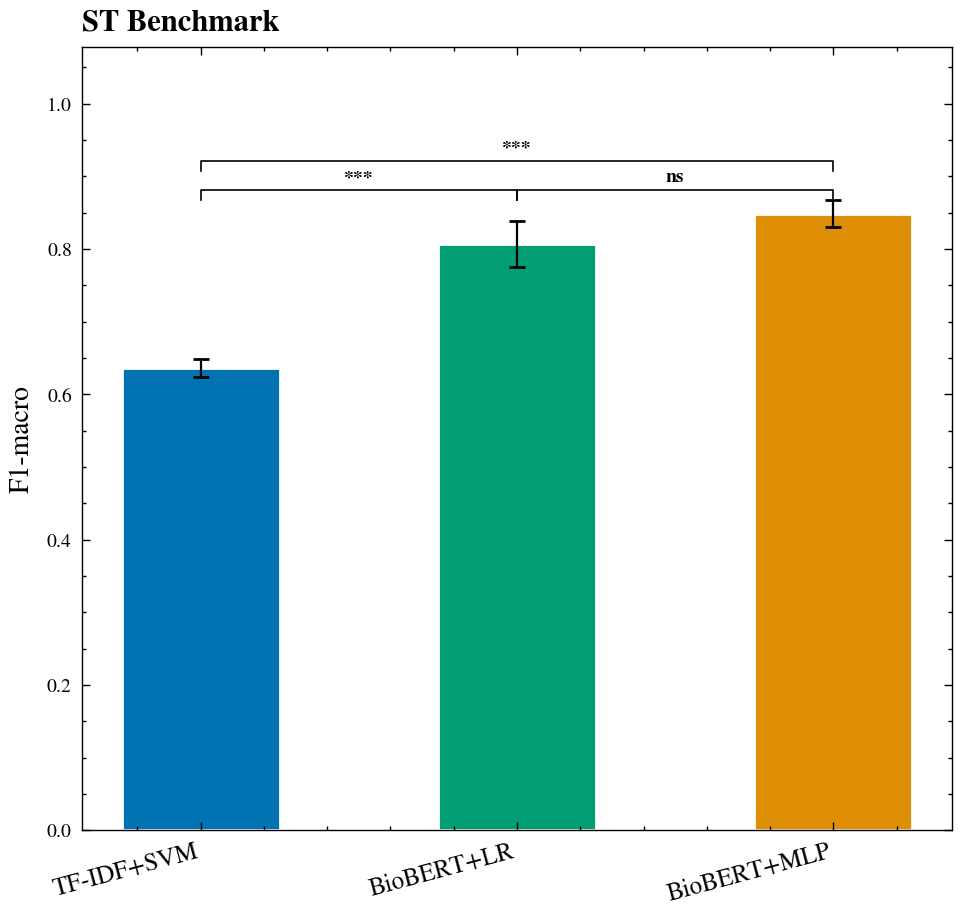 ST Benchmark
F1-macro
1.0
0.8
0.6
0.4
0.2
0.0
***
***
ns
TF-IDF+SVM
BioBERT+LR
BioBERT+MLP